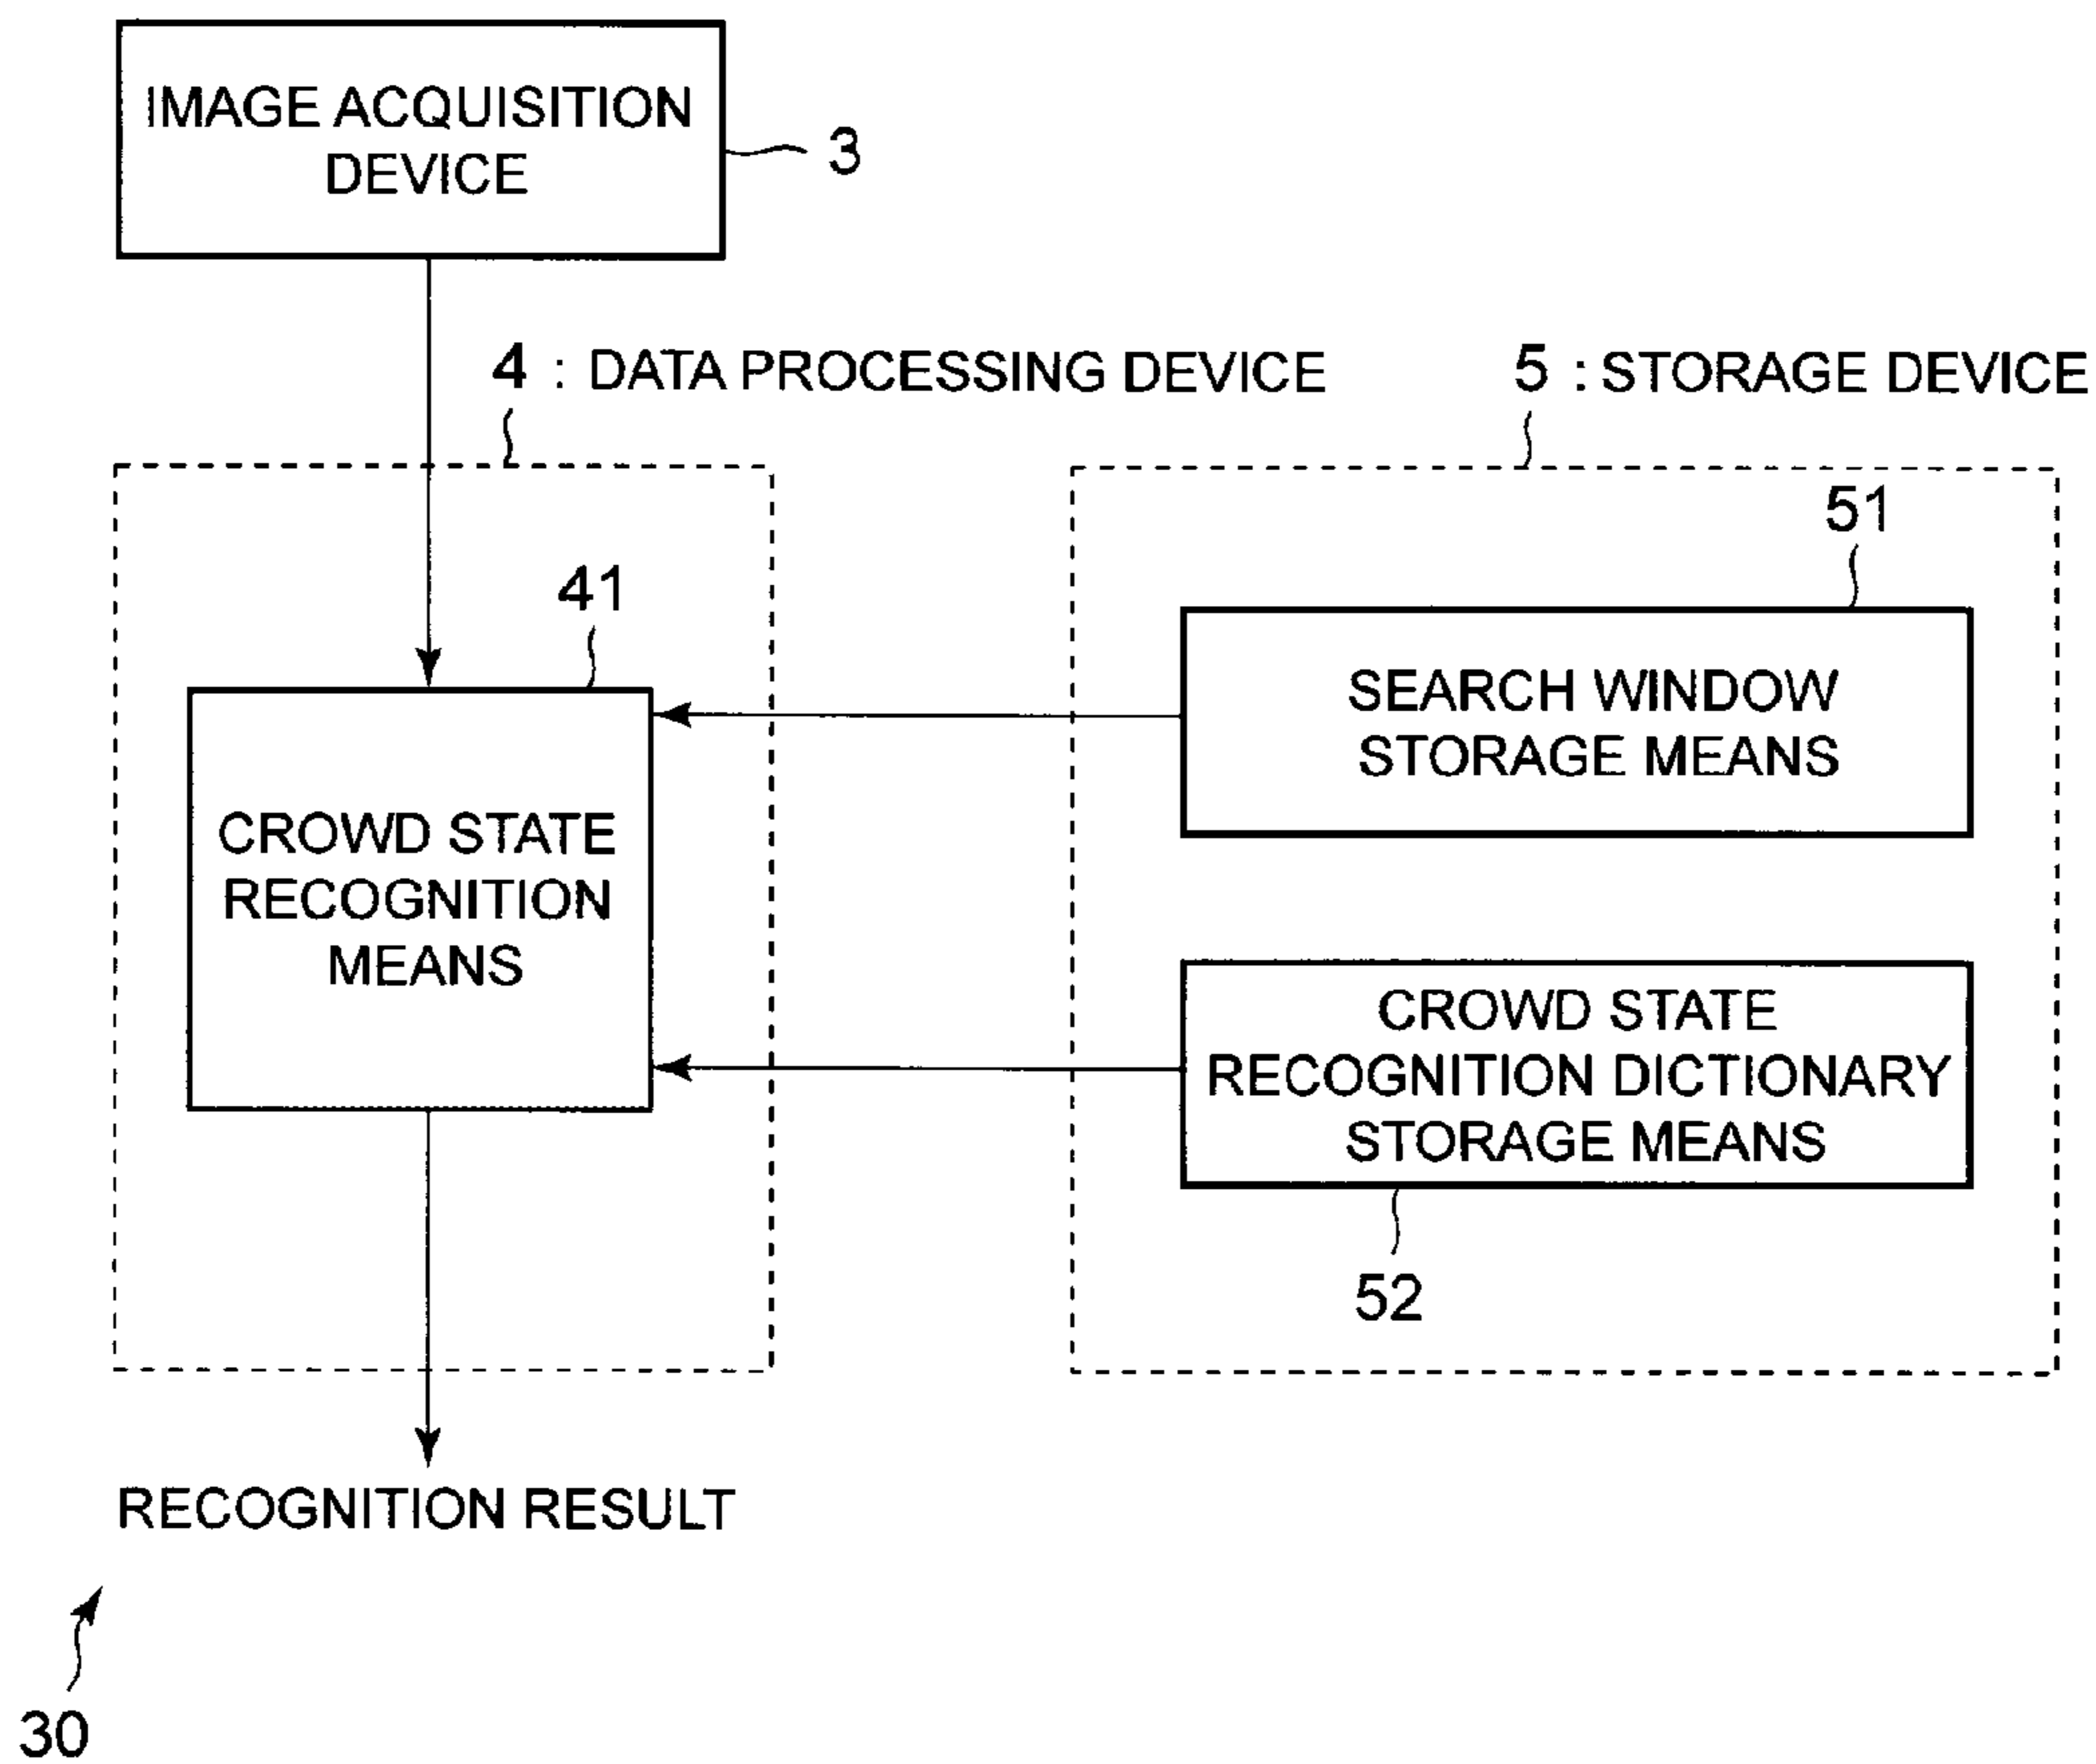 IMAGE ACQUISITION
DEVICE
3
4 : DATA PROCESSING DEVICE
5 : STORAGE DEVICE
41
CROWD STATE
RECOGNITION
MEANS
51
SEARCH WINDOW
STORAGE MEANS
CROWD STATE
RECOGNITION DICTIONARY
STORAGE MEANS
52
RECOGNITION RESULT
30